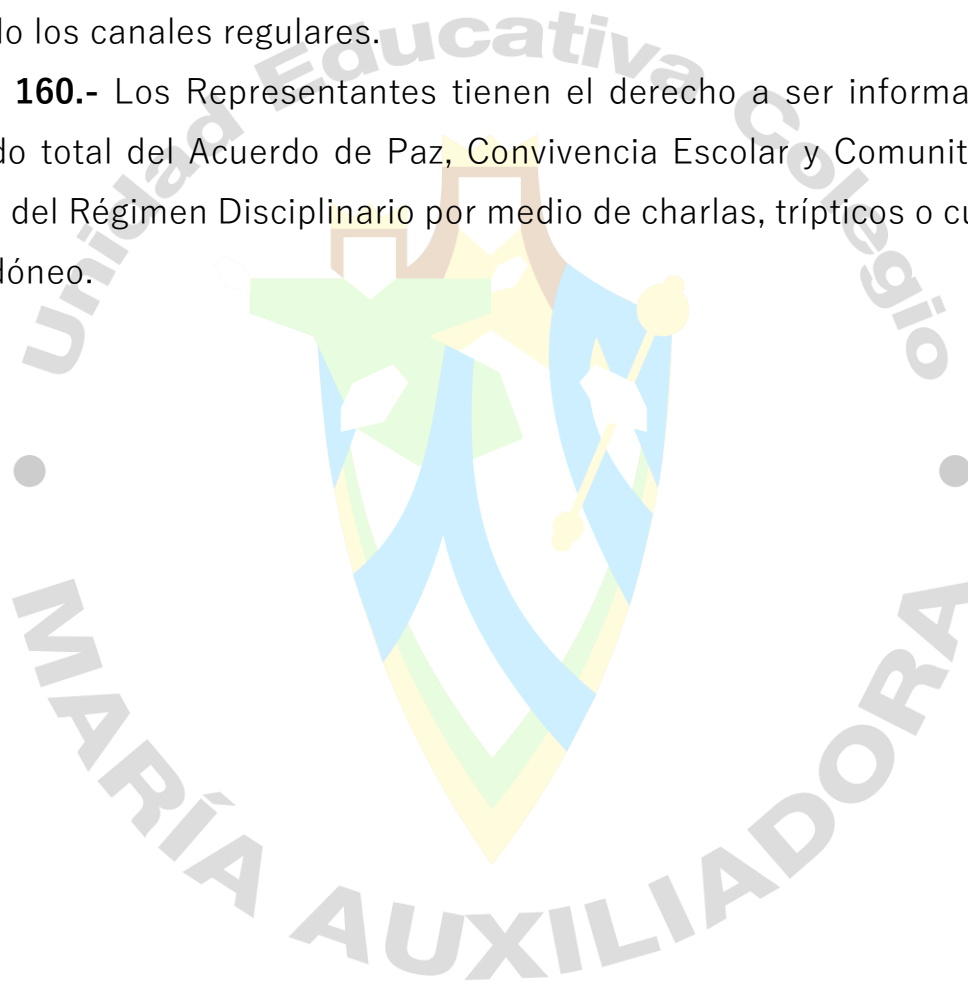 do los canales regulares.
160.- Los Representantes tienen el derecho a ser informa
do total del Acuerdo de Paz, Convivencia Escolar y Comunit
del Régimen Disciplinario por medio de charlas, trípticos o cu
dóneo.
Unidad Educativa Colegio
MARÍA AUXILIADORA